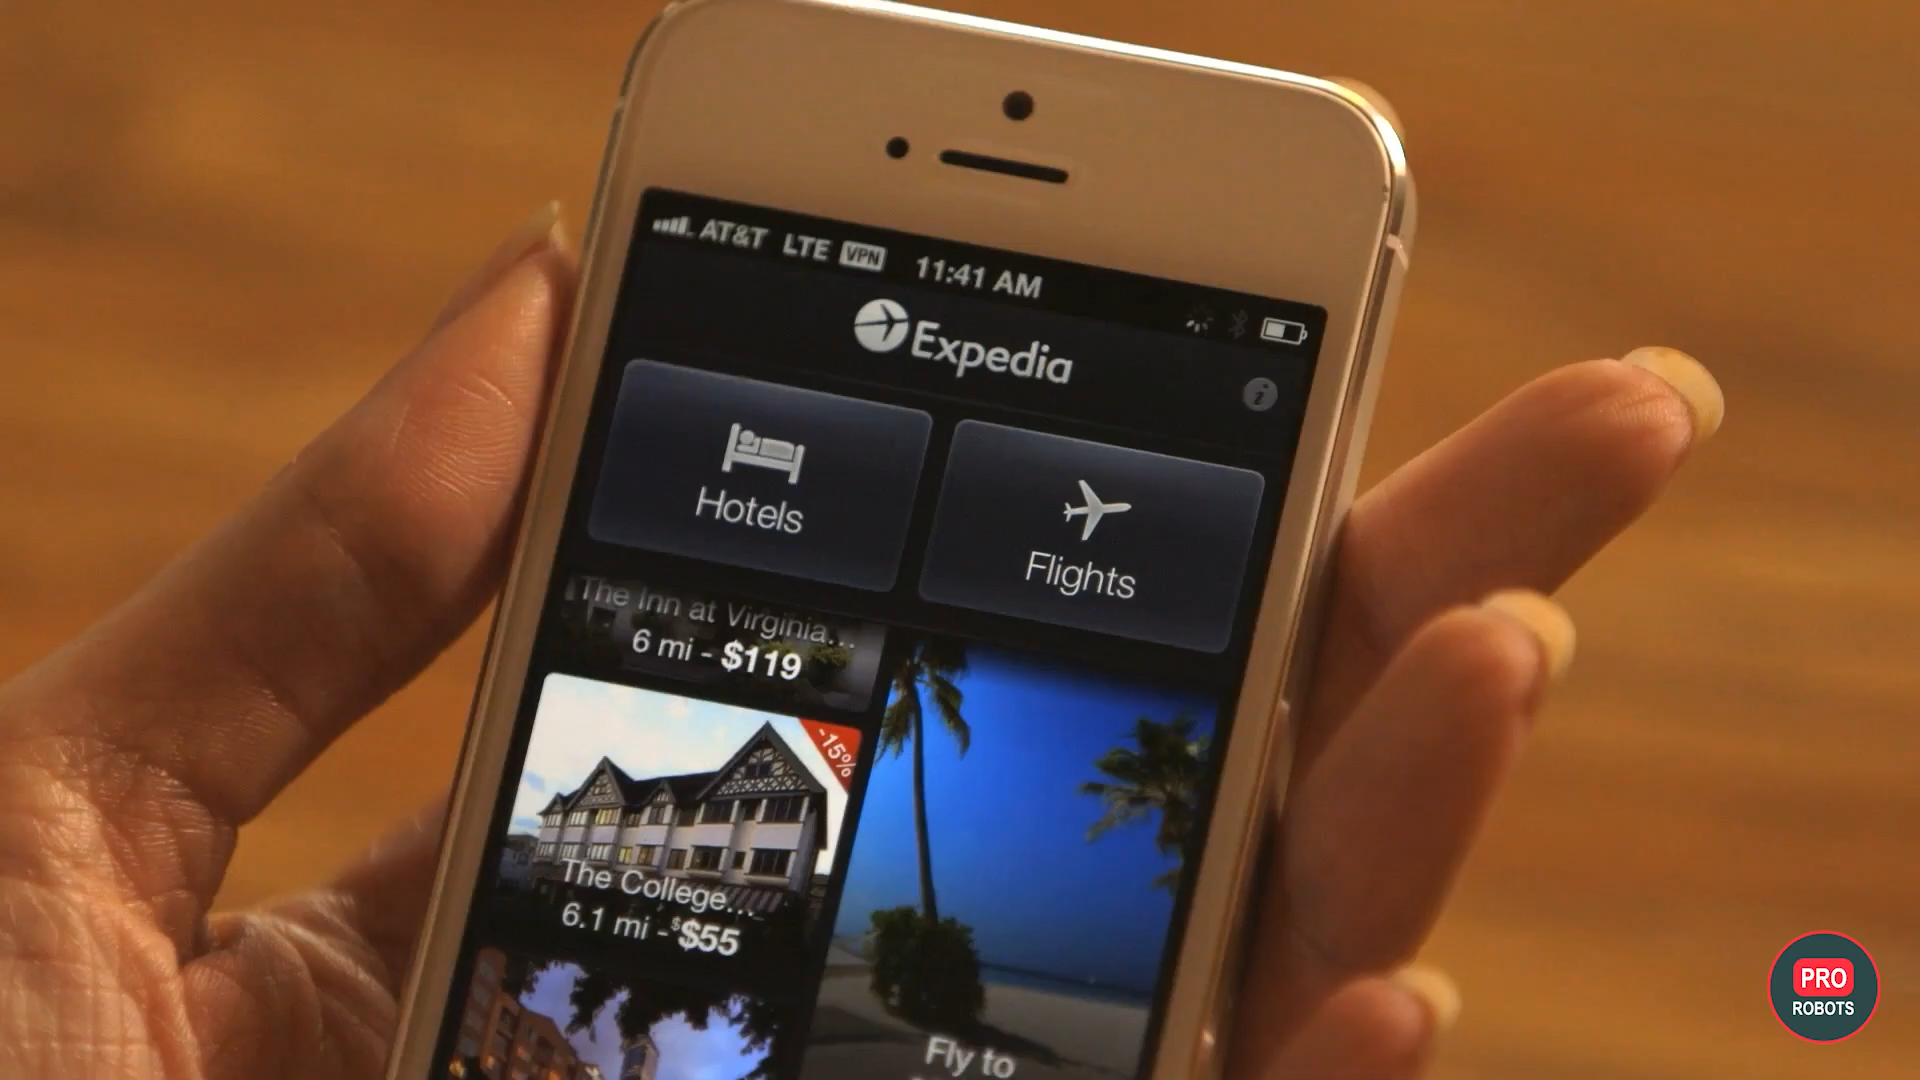 AT&T LTE VPN 11:41 AM
Expedia
i
Hotels
Flights
The Inn at Virginia...
6 mi - $119
-15%
The College...
6.1 mi - $55
Fly to
PRO
ROBOTS